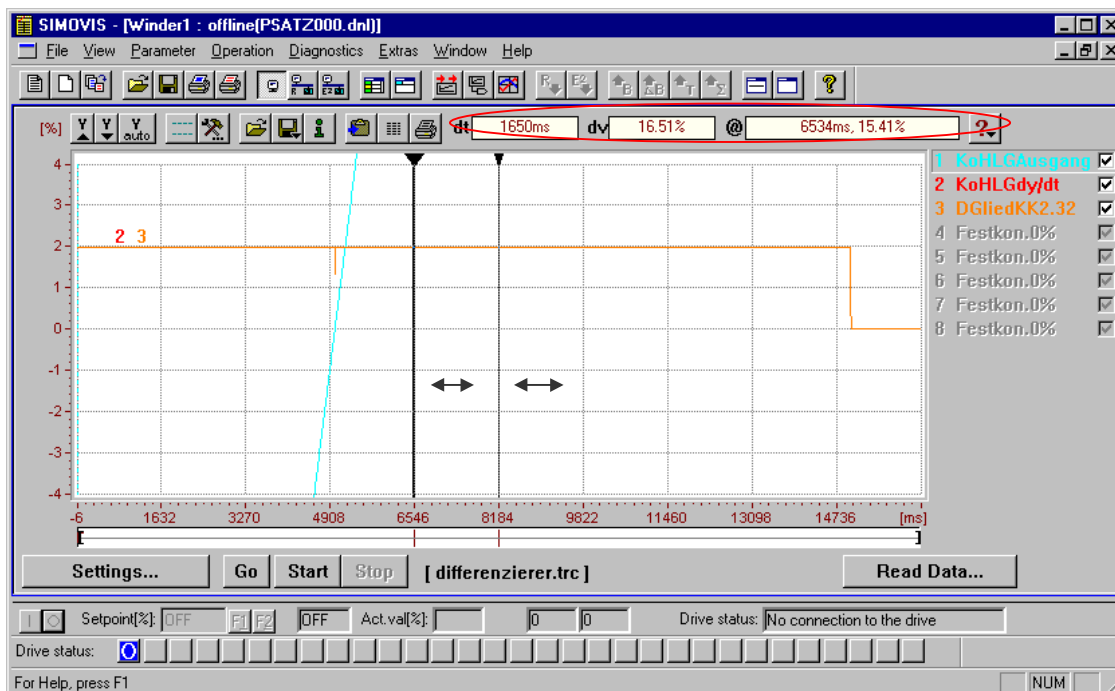 SIMOVIS - [Winder1 : offline(PSATZ000.dnl)]
File View Parameter Operation Diagnostics Extras Window Help
R E2 B ΔB T Σ ?
[%] Y Y Y auto dt 1650ms dv 16.51% @ 6534ms, 15.41% ?
1 KoHLGAusgang
2 KoHLGdy/dt
3 DGliedKK2.32
4 Festkon.0%
5 Festkon.0%
6 Festkon.0%
7 Festkon.0%
8 Festkon.0%
4
3
2 3
2
1
0
-1
-2
-3
-4
-6 1632 3270 4908 6546 8184 9822 11460 13098 14736 [ms]
Settings... Go Start Stop [ differenzierer.trc ] Read Data...
I O Setpoint[%]: OFF F1 F2 OFF Act.val[%]: 0 0 Drive status: No connection to the drive
Drive status: O
For Help, press F1 NUM